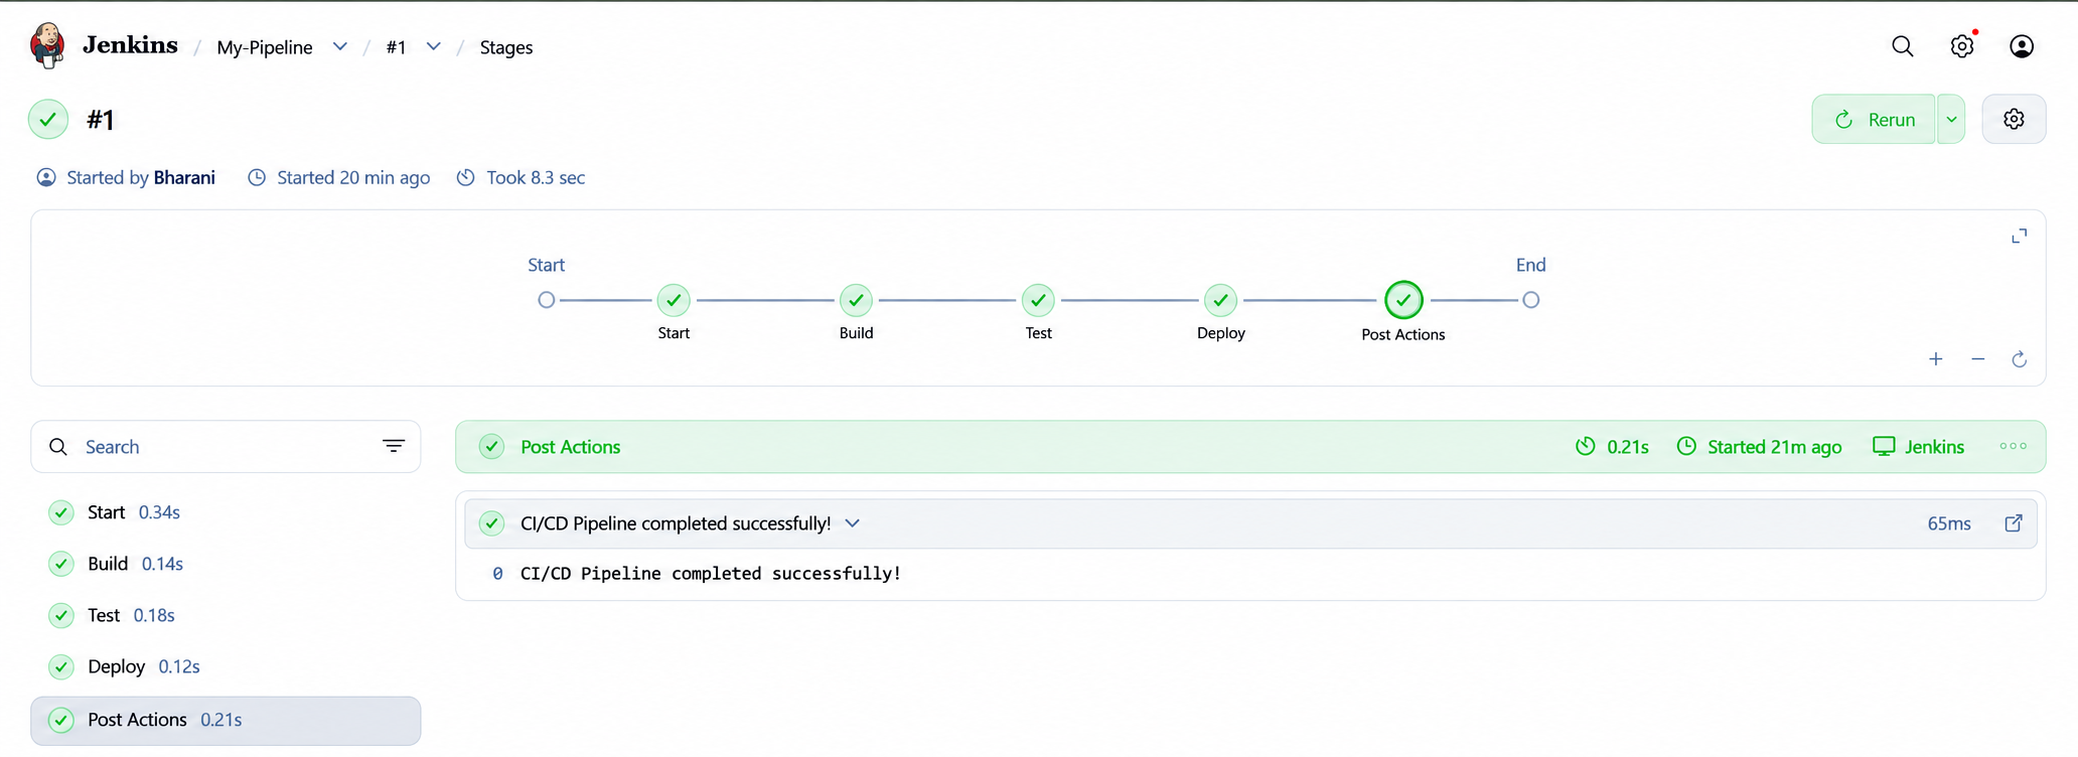 Jenkins / My-Pipeline / #1 / Stages
#1
Rerun
Started by Bharani Started 20 min ago Took 8.3 sec
Start End
Start Build Test Deploy Post Actions
Search
Start 0.34s
Build 0.14s
Test 0.18s
Deploy 0.12s
Post Actions 0.21s
Post Actions 0.21s Started 21m ago Jenkins
CI/CD Pipeline completed successfully! 65ms
0 CI/CD Pipeline completed successfully!